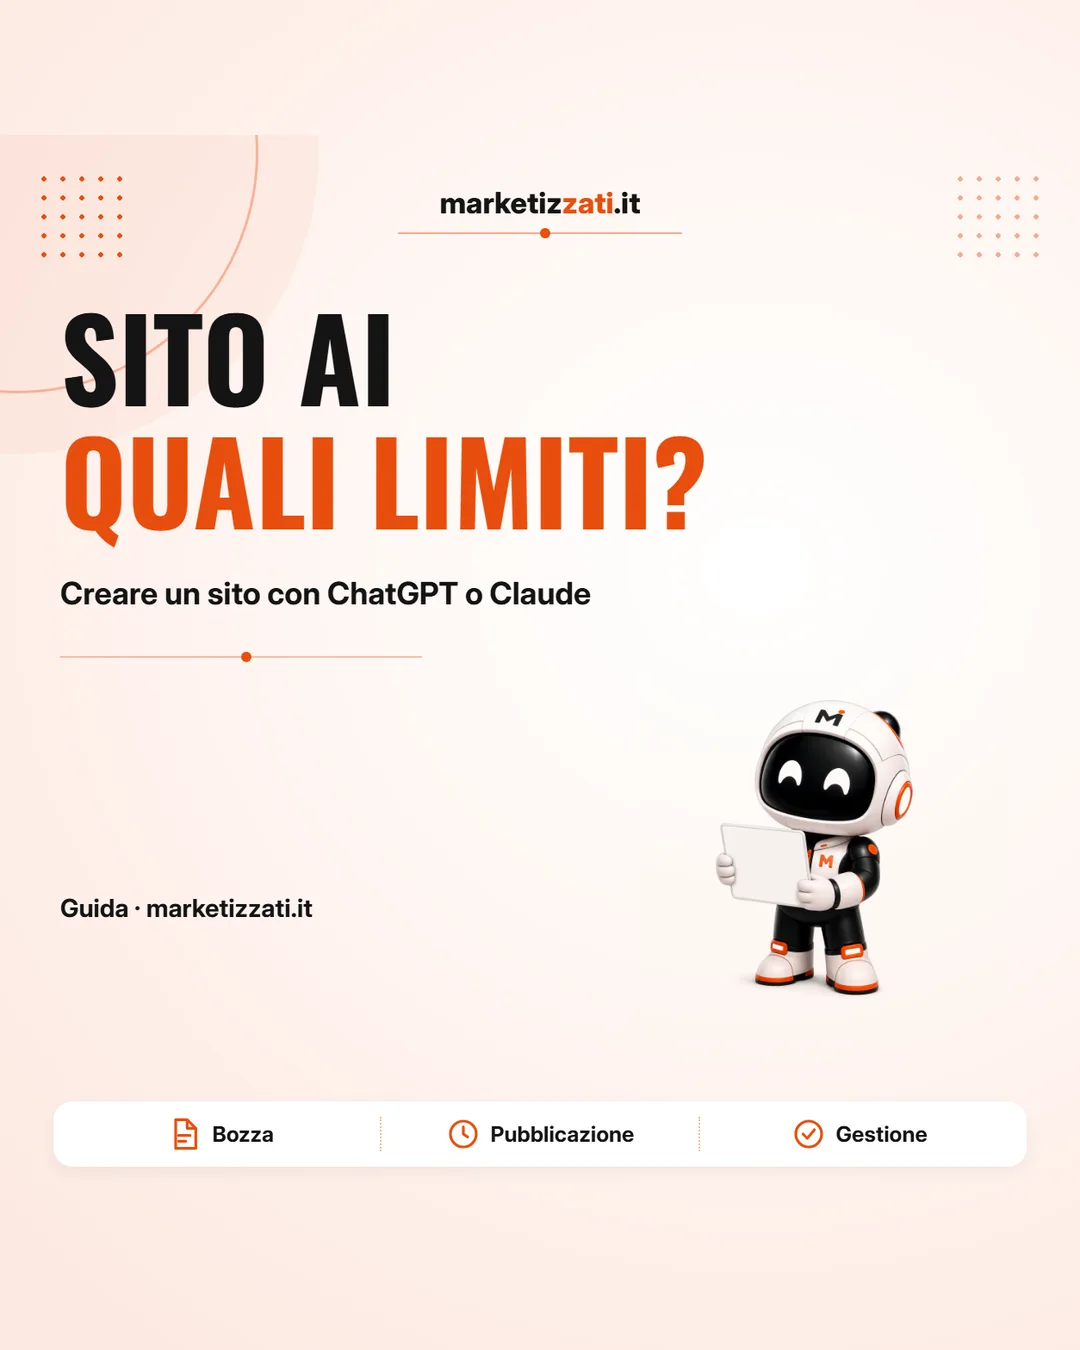 marketizzati.it
SITO AI
QUALI LIMITI?
Creare un sito con ChatGPT o Claude
M
M
Guida · marketizzati.it
Bozza
Pubblicazione
Gestione